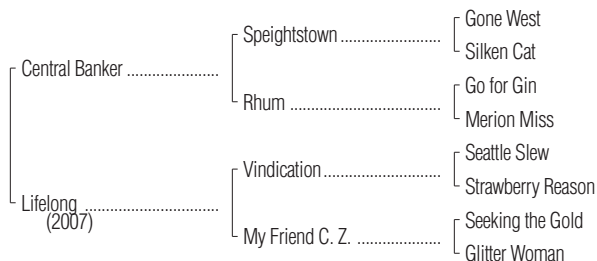 Central Banker ......................
Speightstown ........................
Gone West
Silken Cat
Rhum ....................................
Go for Gin
Merion Miss
Lifelong ................................
(2007)
Vindication............................
Seattle Slew
Strawberry Reason
My Friend C. Z. ....................
Seeking the Gold
Glitter Woman